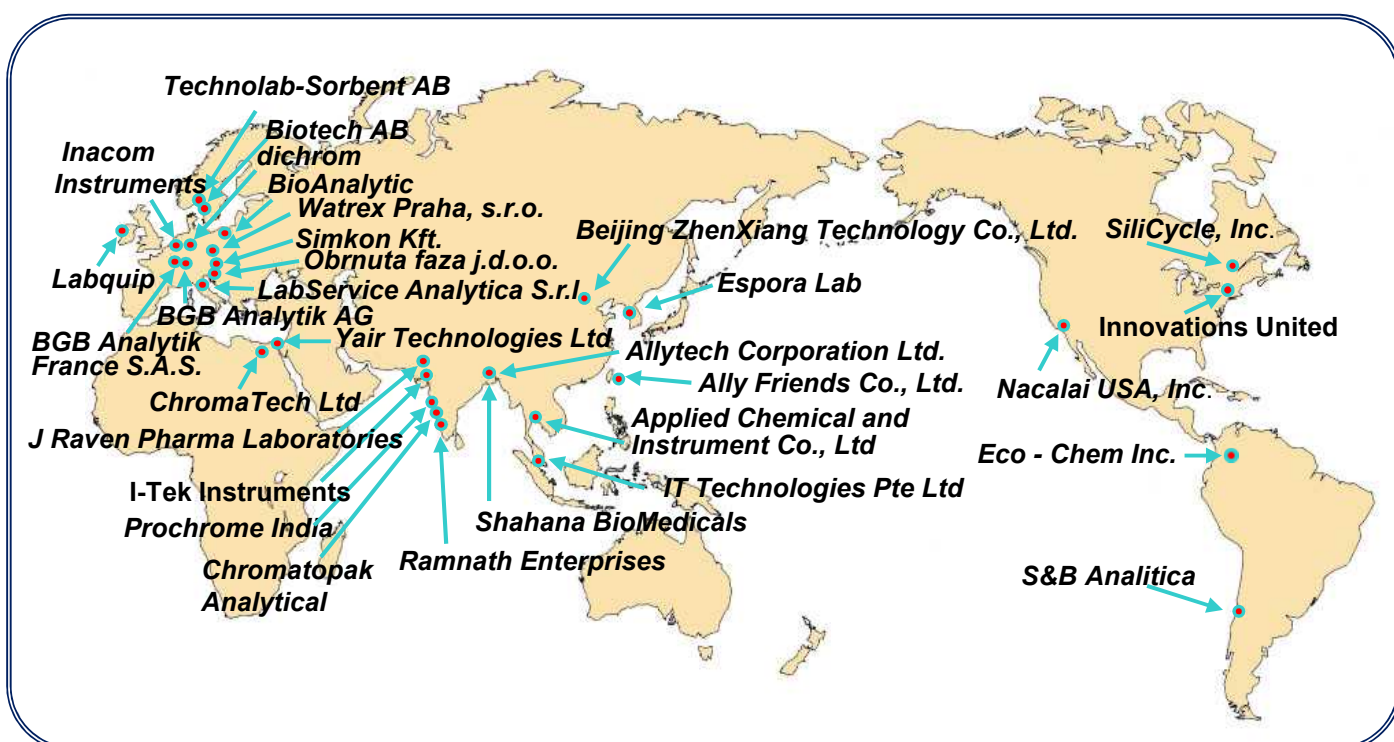 Technolab-Sorbent AB
Biotech AB
dichrom
Inacom
Instruments
BioAnalytic
Watrex Praha, s.r.o.
Simkon Kft.
Obrnuta faza j.d.o.o.
Labquip
LabService Analytica S.r.l
BGB Analytik AG
BGB Analytik
France S.A.S.
Yair Technologies Ltd
ChromaTech Ltd
J Raven Pharma Laboratories
I-Tek Instruments
Prochrome India
Chromatopak
Analytical
Ramnath Enterprises
Shahana BioMedicals
Beijing ZhenXiang Technology Co., Ltd.
Espora Lab
Allytech Corporation Ltd.
Ally Friends Co., Ltd.
Applied Chemical and
Instrument Co., Ltd
IT Technologies Pte Ltd
SiliCycle, Inc.
Innovations United
Nacalai USA, Inc.
Eco - Chem Inc.
S&B Analitica